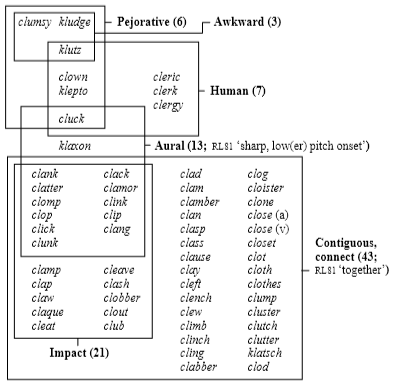 clumsy kludge Pejorative (6) Awkward (3)
klutz
clown cleric
klepto clerk Human (7)
clergy
cluck
klaxon Aural (13; RL81 ‘sharp, low(er) pitch onset’)
clank clack clad clog
clatter clamor clam cloister
clomp clink clamber clone
clop clip clan close (a)
click clang clasp close (v)
clunk class closet Contiguous,
clause clot connect (43;
clamp cleave clay cloth RL81 ‘together’)
clap clash cleft clothes
claw clobber clench clump
claque clout clew cluster
cleat club climb clutch
clinch clutter
Impact (21) cling klatsch
clabber clod